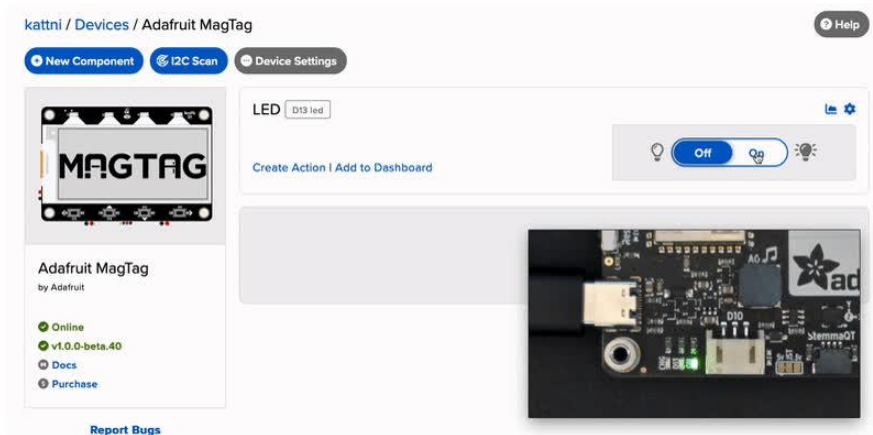 kattni / Devices / Adafruit MagTag
Help
New Component
I2C Scan
Device Settings
MAGTAG
LED D13 led
Off On
Create Action | Add to Dashboard
Adafruit MagTag
by Adafruit
Online
v1.0.0-beta.40
Docs
Purchase
Report Bugs
A0
ad
D10
StemmaQT